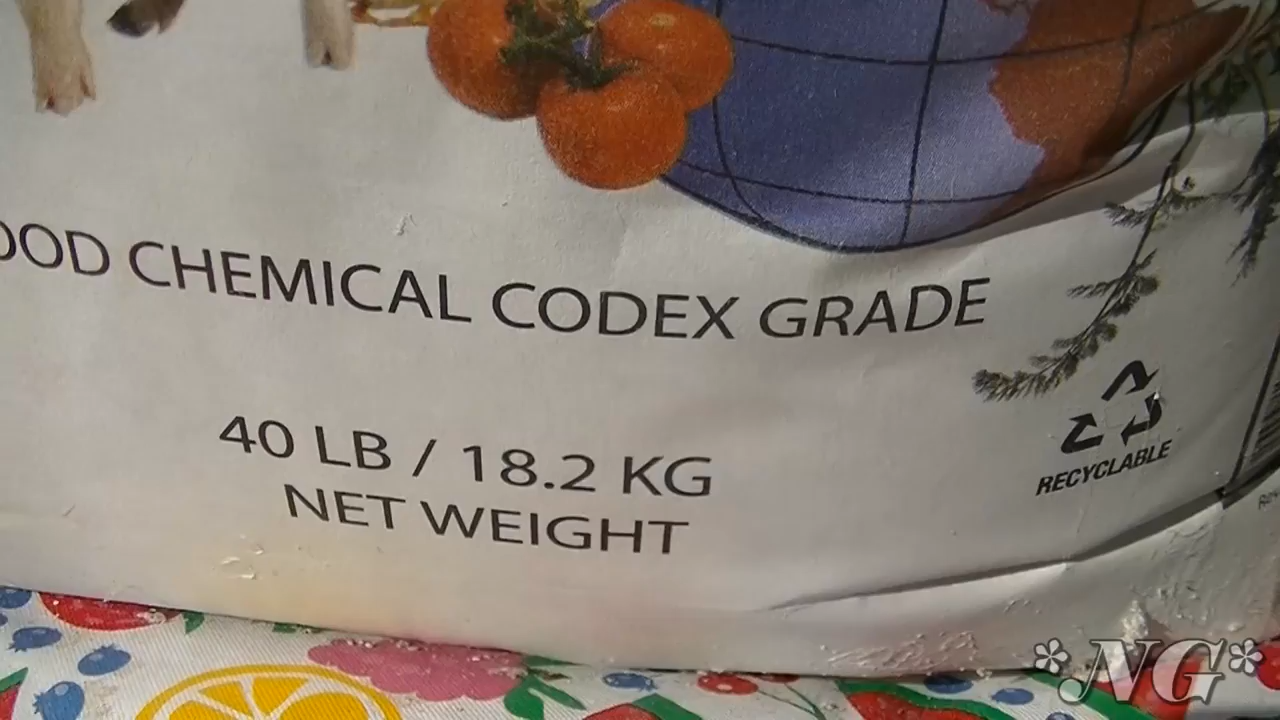 OOD CHEMICAL CODEX GRADE
40 LB / 18.2 KG
NET WEIGHT
RECYCLABLE
*NG*